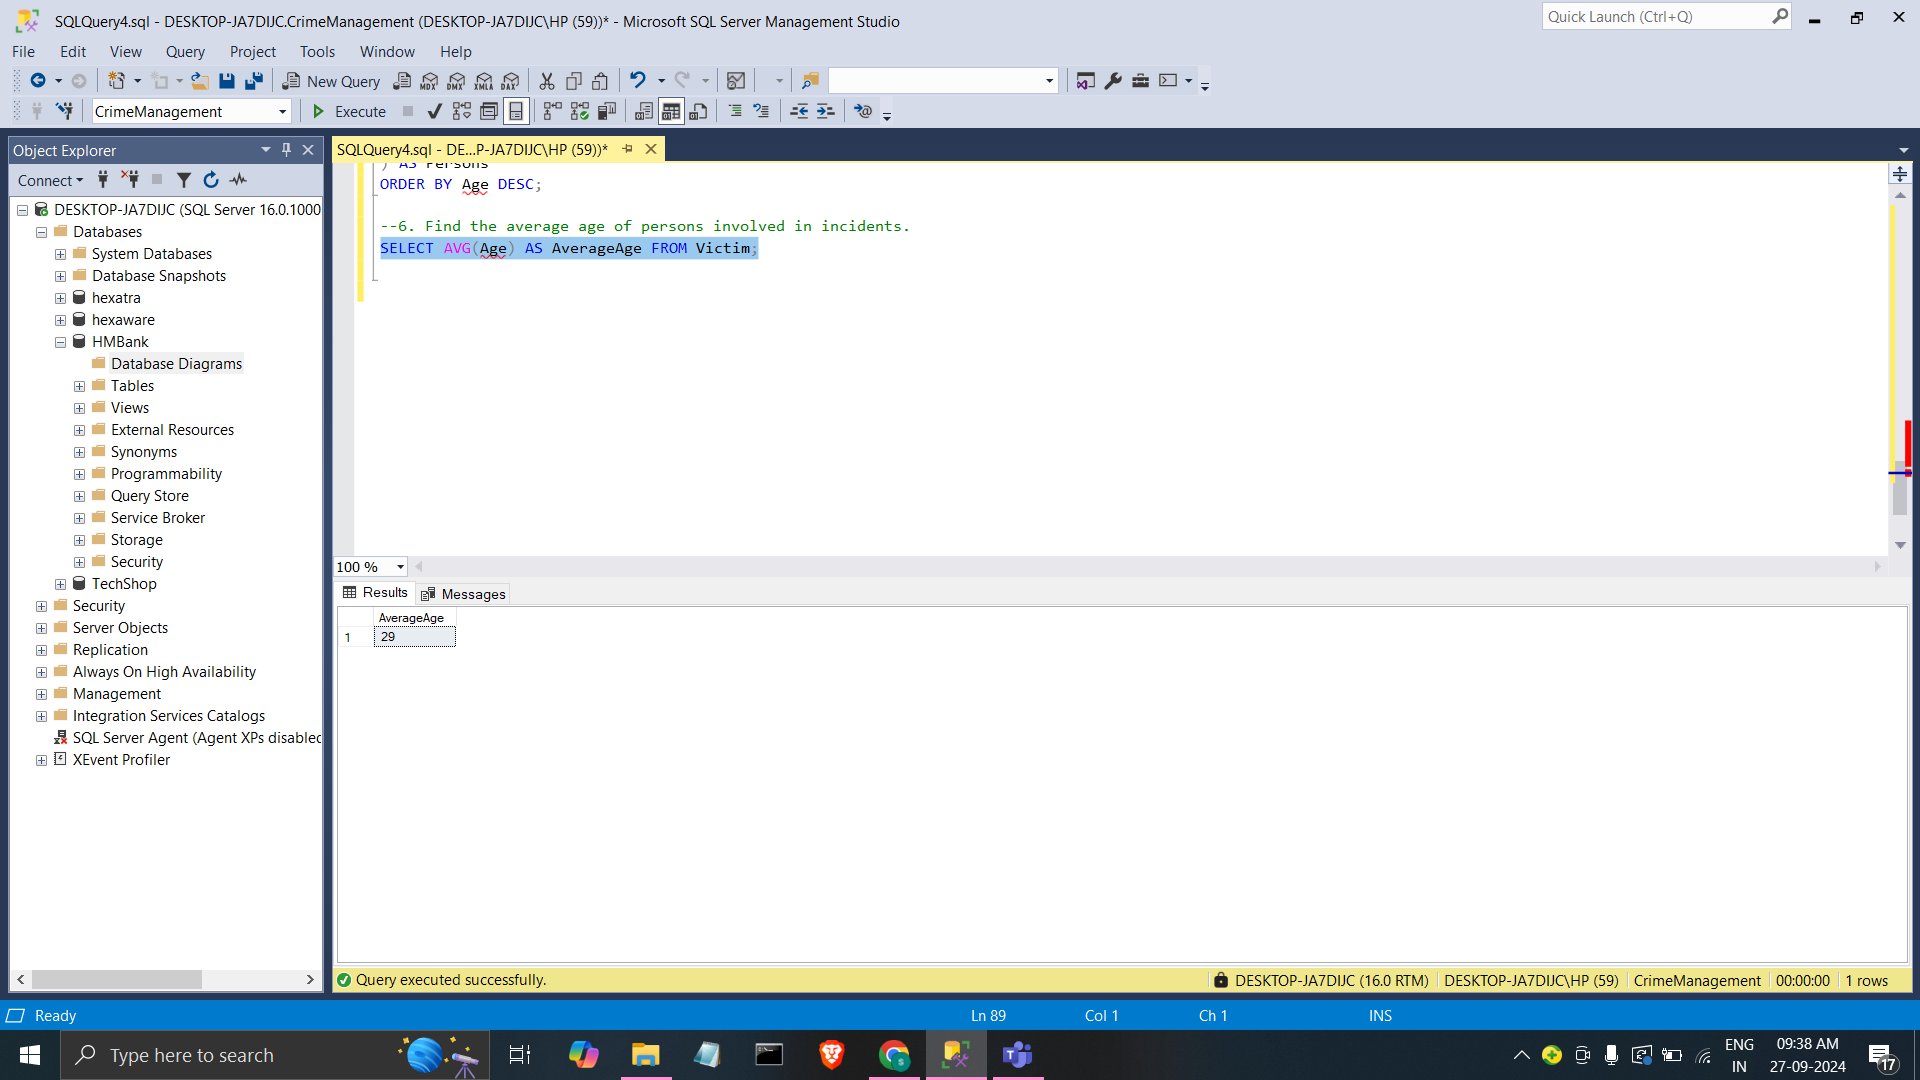 SQLQuery4.sql - DESKTOP-JA7DIJC.CrimeManagement (DESKTOP-JA7DIJC\HP (59))* - Microsoft SQL Server Management Studio
Quick Launch (Ctrl+Q)
File Edit View Query Project Tools Window Help
New Query MDX DMX XMLA DAX
CrimeManagement Execute
Object Explorer
SQLQuery4.sql - DE...P-JA7DIJC\HP (59))*
Connect
DESKTOP-JA7DIJC (SQL Server 16.0.1000
Databases
System Databases
Database Snapshots
hexatra
hexaware
HMBank
Database Diagrams
Tables
Views
External Resources
Synonyms
Programmability
Query Store
Service Broker
Storage
Security
TechShop
Security
Server Objects
Replication
Always On High Availability
Management
Integration Services Catalogs
SQL Server Agent (Agent XPs disabled
XEvent Profiler
) AS Persons
ORDER BY Age DESC;
--6. Find the average age of persons involved in incidents.
SELECT AVG(Age) AS AverageAge FROM Victim;
100 %
Results Messages
AverageAge
1 29
Query executed successfully.
DESKTOP-JA7DIJC (16.0 RTM) DESKTOP-JA7DIJC\HP (59) CrimeManagement 00:00:00 1 rows
Ready Ln 89 Col 1 Ch 1 INS
Type here to search
ENG
IN
09:38 AM
27-09-2024
17